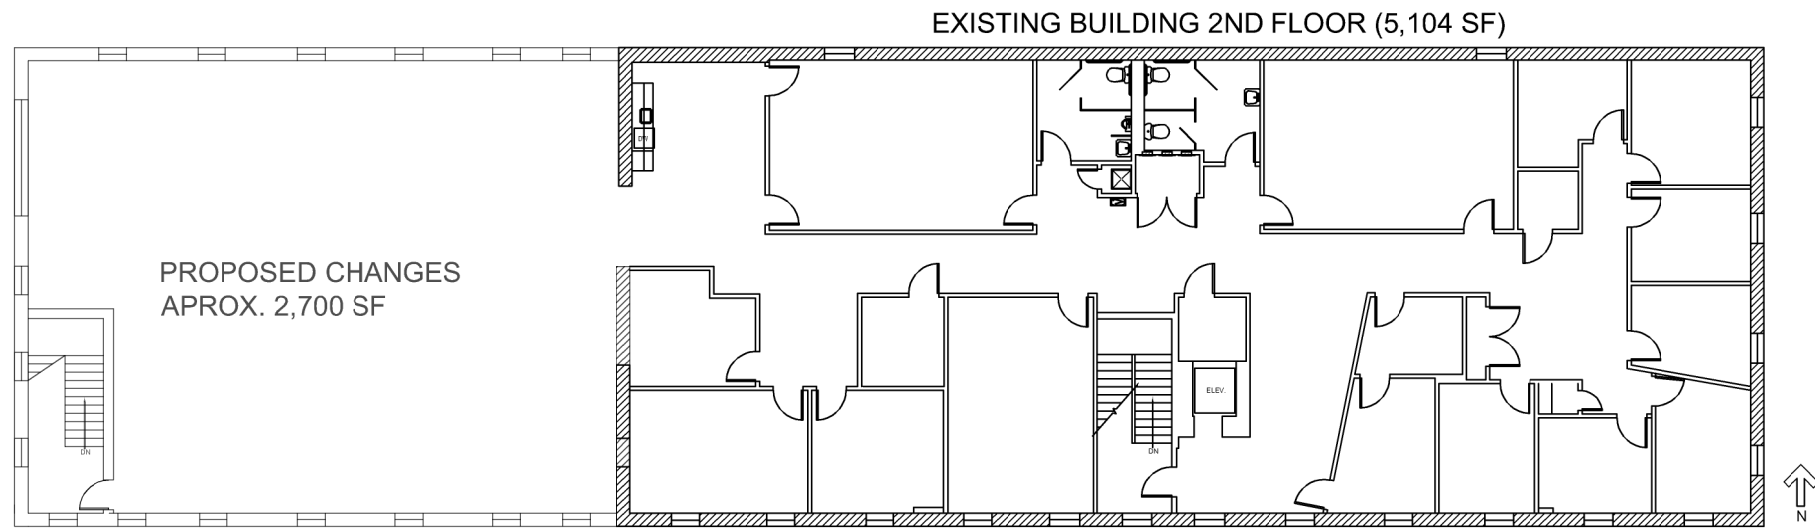 EXISTING BUILDING 2ND FLOOR (5,104 SF)
DW
PROPOSED CHANGES
APROX. 2,700 SF
ELEV.
DN
DN
N